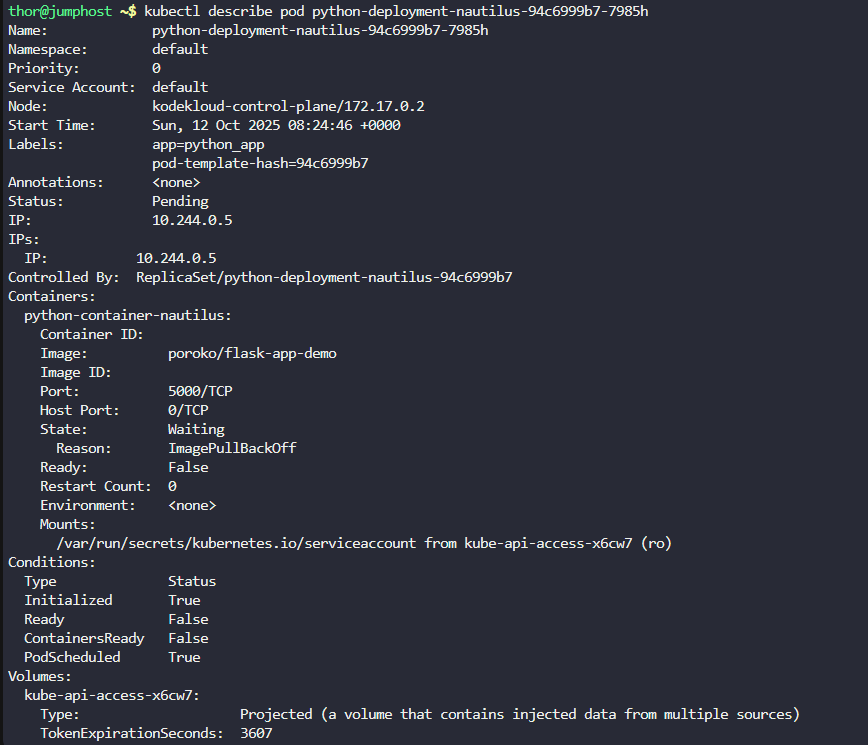 thor@jumphost ~$ kubectl describe pod python-deployment-nautilus-94c6999b7-7985h
Name:             python-deployment-nautilus-94c6999b7-7985h
Namespace:        default
Priority:         0
Service Account:  default
Node:             kodekloud-control-plane/172.17.0.2
Start Time:       Sun, 12 Oct 2025 08:24:46 +0000
Labels:           app=python_app
                  pod-template-hash=94c6999b7
Annotations:      <none>
Status:           Pending
IP:               10.244.0.5
IPs:
  IP:           10.244.0.5
Controlled By:  ReplicaSet/python-deployment-nautilus-94c6999b7
Containers:
  python-container-nautilus:
    Container ID:
    Image:          poroko/flask-app-demo
    Image ID:
    Port:           5000/TCP
    Host Port:      0/TCP
    State:          Waiting
      Reason:       ImagePullBackOff
    Ready:          False
    Restart Count:  0
    Environment:    <none>
    Mounts:
      /var/run/secrets/kubernetes.io/serviceaccount from kube-api-access-x6cw7 (ro)
Conditions:
  Type              Status
  Initialized       True
  Ready             False
  ContainersReady   False
  PodScheduled      True
Volumes:
  kube-api-access-x6cw7:
    Type:                    Projected (a volume that contains injected data from multiple sources)
    TokenExpirationSeconds:  3607